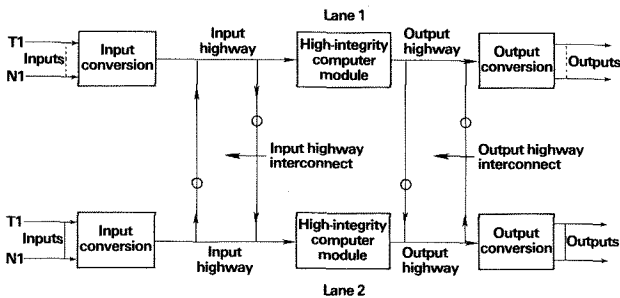 Lane 1
T1
Inputs
N1
Input
conversion
Input
highway
High-integrity
computer
module
Output
highway
Output
conversion
Outputs
Input highway
interconnect
Output highway
interconnect
T1
Inputs
N1
Input
conversion
Input
highway
High-integrity
computer
module
Output
highway
Output
conversion
Outputs
Lane 2